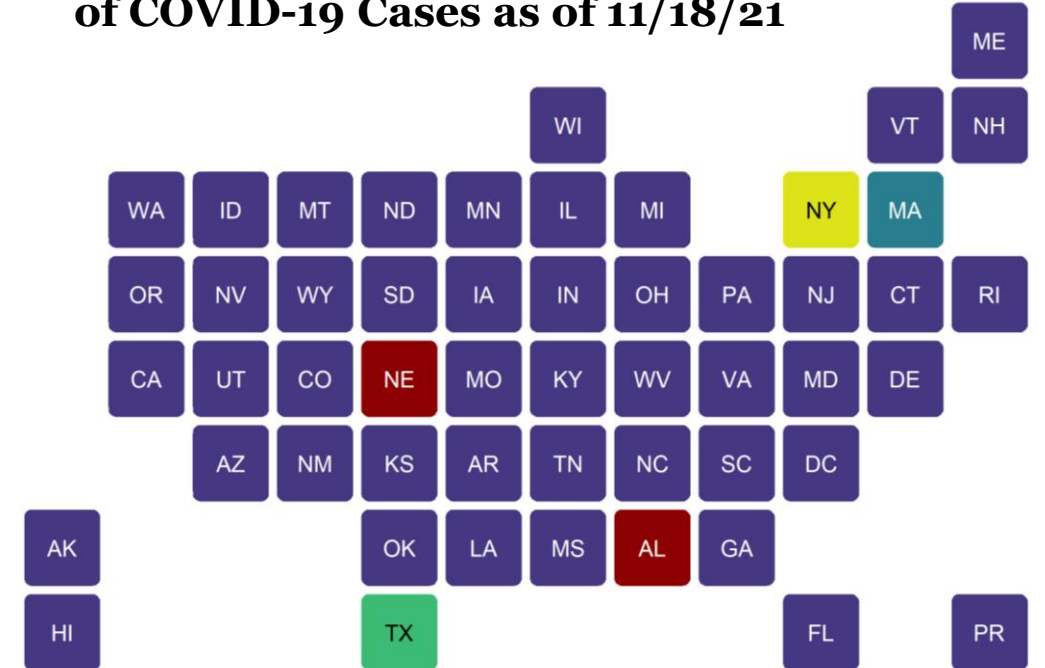 of COVID-19 Cases as of 11/18/21
ME
WI VT NH
WA ID MT ND MN IL MI NY MA
OR NV WY SD IA IN OH PA NJ CT RI
CA UT CO NE MO KY WV VA MD DE
AZ NM KS AR TN NC SC DC
AK OK LA MS AL GA
HI TX FL PR